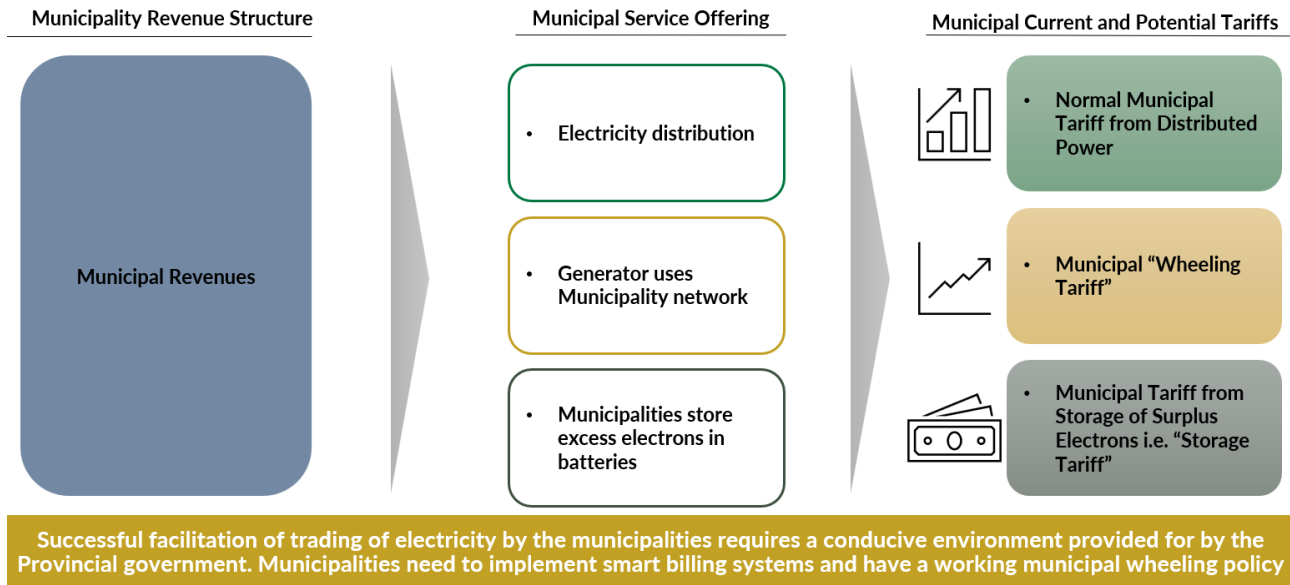 Municipality Revenue Structure
Municipal Revenues
Municipal Service Offering
• Electricity distribution
• Generator uses
Municipality network
• Municipalities store
excess electrons in
batteries
Municipal Current and Potential Tariffs
• Normal Municipal
Tariff from Distributed
Power
• Municipal “Wheeling
Tariff”
• Municipal Tariff from
Storage of Surplus
Electrons i.e. “Storage
Tariff”
Successful facilitation of trading of electricity by the municipalities requires a conducive environment provided for by the
Provincial government. Municipalities need to implement smart billing systems and have a working municipal wheeling policy